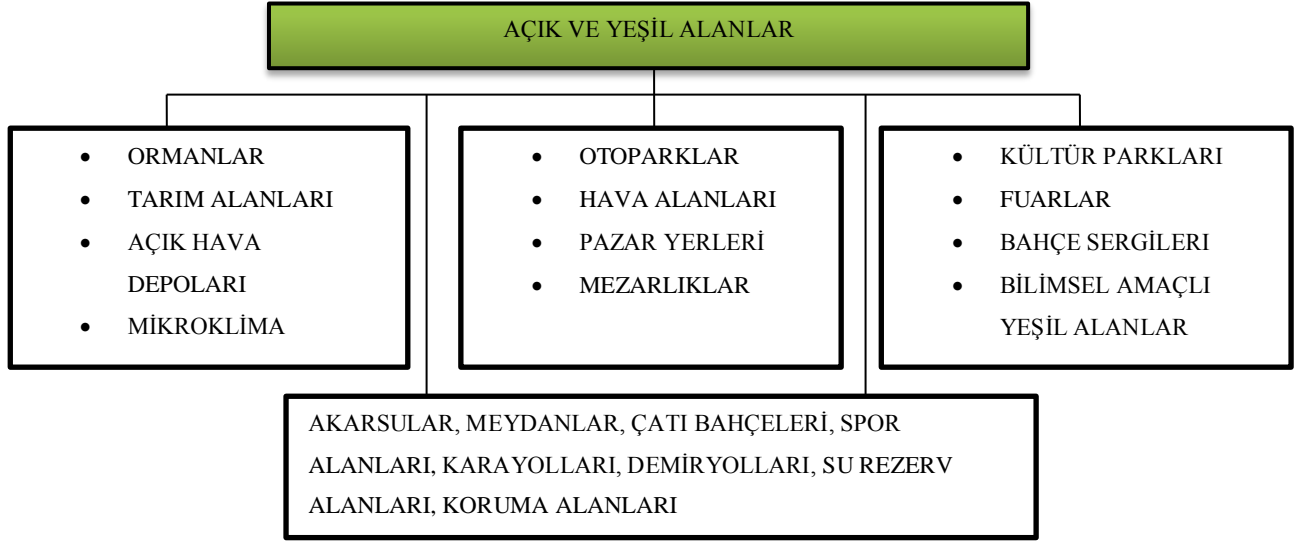 AÇIK VE YEŞİL ALANLAR
• ORMANLAR
• TARIM ALANLARI
• AÇIK HAVA
DEPOLARI
• MİKROKLİMA
• OTOPARKLAR
• HAVA ALANLARI
• PAZAR YERLERİ
• MEZARLIKLAR
• KÜLTÜR PARKLARI
• FUARLAR
• BAHÇE SERGİLERİ
• BİLİMSEL AMAÇLI
YEŞİL ALANLAR
AKARSULAR, MEYDANLAR, ÇATI BAHÇELERİ, SPOR
ALANLARI, KARAYOLLARI, DEMİRYOLLARI, SU REZERV
ALANLARI, KORUMA ALANLARI